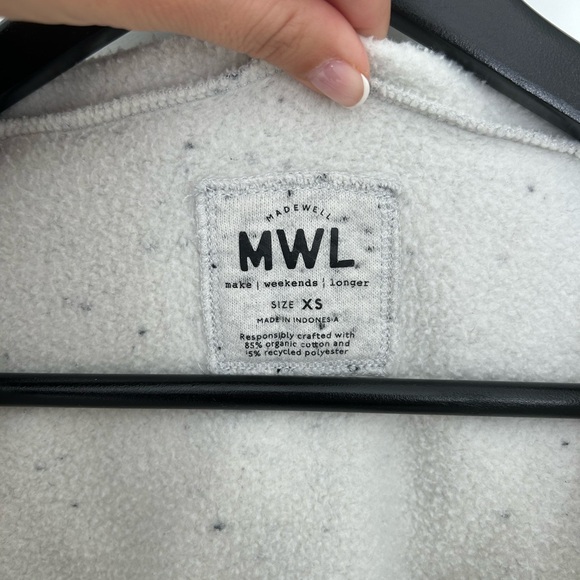 MADEWELL
MWL
make | weekends | longer
SIZE XS
MADE IN INDONESIA
Responsibly crafted with
85% organic cotton and
15% recycled polyester